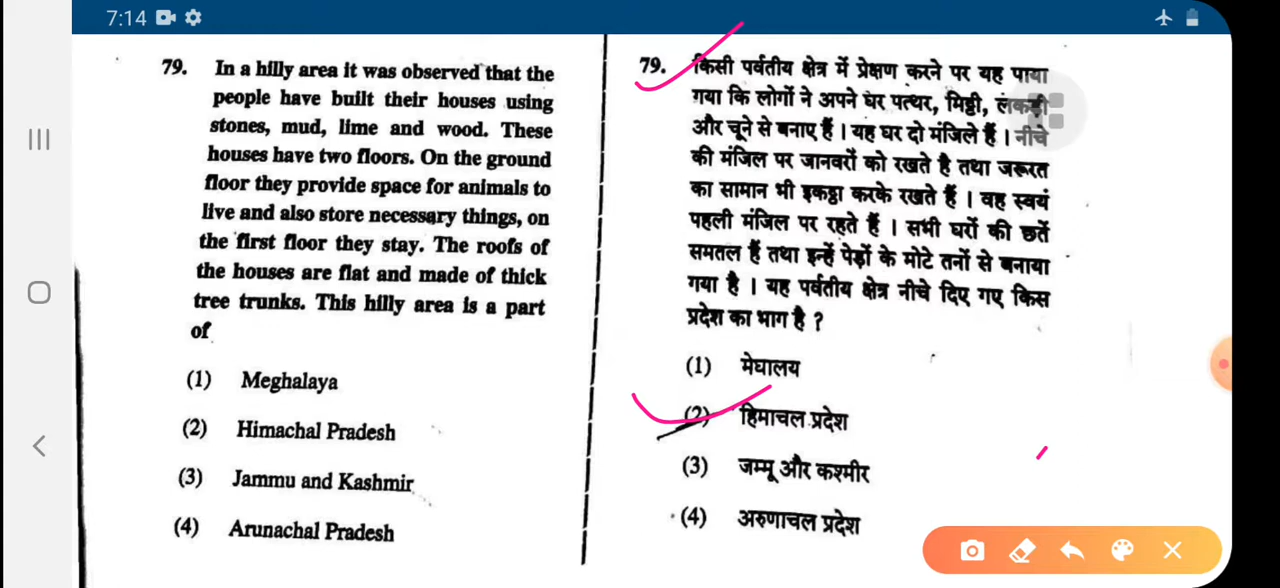 7:14
79. In a hilly area it was observed that the
people have built their houses using
stones, mud, lime and wood. These
houses have two floors. On the ground
floor they provide space for animals to
live and also store necessary things, on
the first floor they stay. The roofs of
the houses are flat and made of thick
tree trunks. This hilly area is a part
of
(1) Meghalaya
(2) Himachal Pradesh
(3) Jammu and Kashmir
(4) Arunachal Pradesh
79. किसी पर्वतीय क्षेत्र में प्रेक्षण करने पर यह पाया
गया कि लोगों ने अपने घर पत्थर, मिट्टी, लकड़ी
और चूने से बनाए हैं । यह घर दो मंजिले हैं । नीचे
की मंजिल पर जानवरों को रखते है तथा जरूरत
का सामान भी इकठ्ठा करके रखते हैं । वह स्वयं
पहली मंजिल पर रहते हैं । सभी घरों की छतें
समतल हैं तथा इन्हें पेड़ों के मोटे तनों से बनाया
गया है । यह पर्वतीय क्षेत्र नीचे दिए गए किस
प्रदेश का भाग है ?
(1) मेघालय
(2) हिमाचल प्रदेश
(3) जम्मू और कश्मीर
(4) अरुणाचल प्रदेश